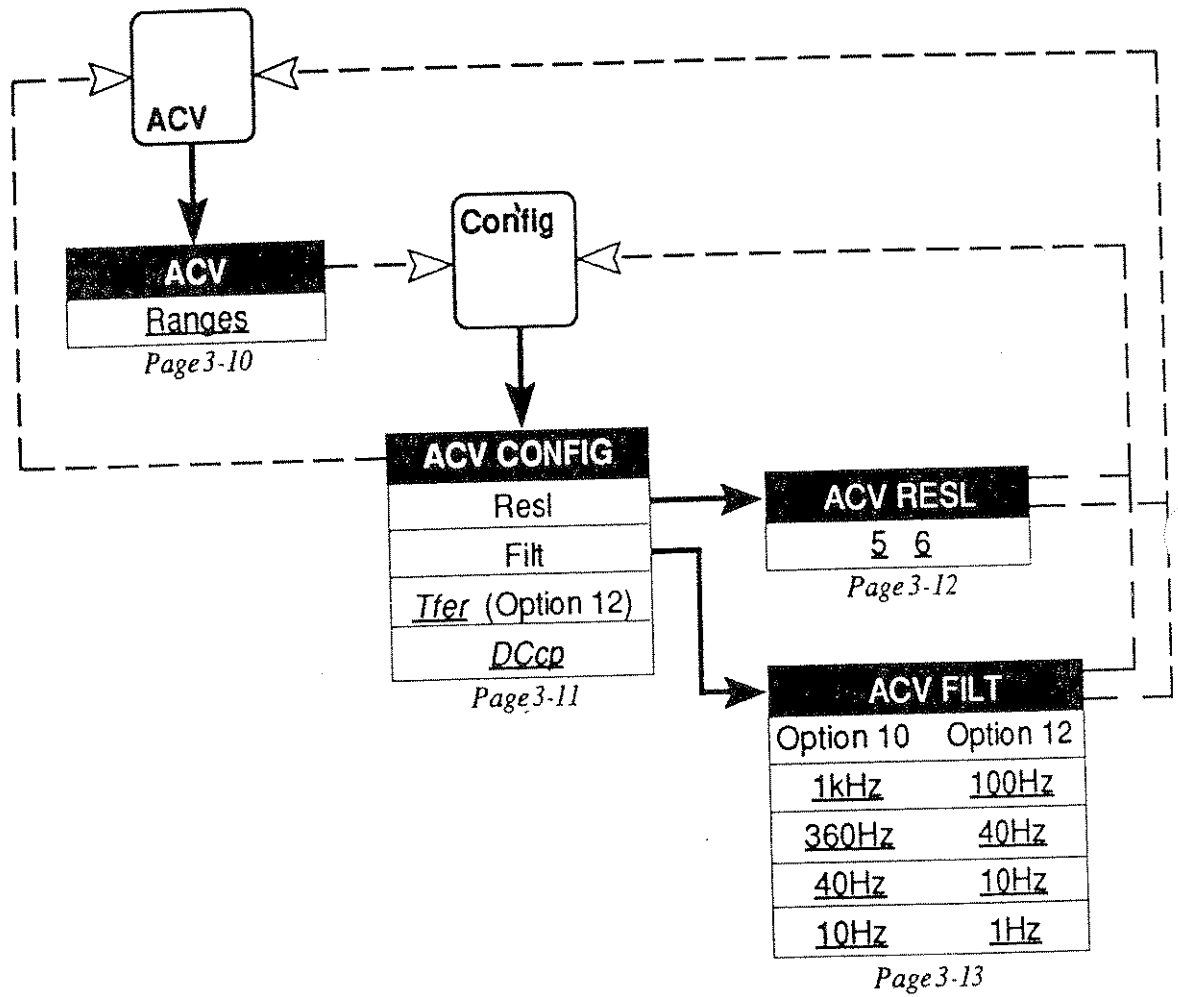 ACV
Config
ACV
Ranges
Page 3-10
ACV CONFIG
Resl
Filt
Tfer (Option 12)
DCcp
Page 3-11
ACV RESL
5 6
Page 3-12
ACV FILT
Option 10 Option 12
1kHz 100Hz
360Hz 40Hz
40Hz 10Hz
10Hz 1Hz
Page 3-13